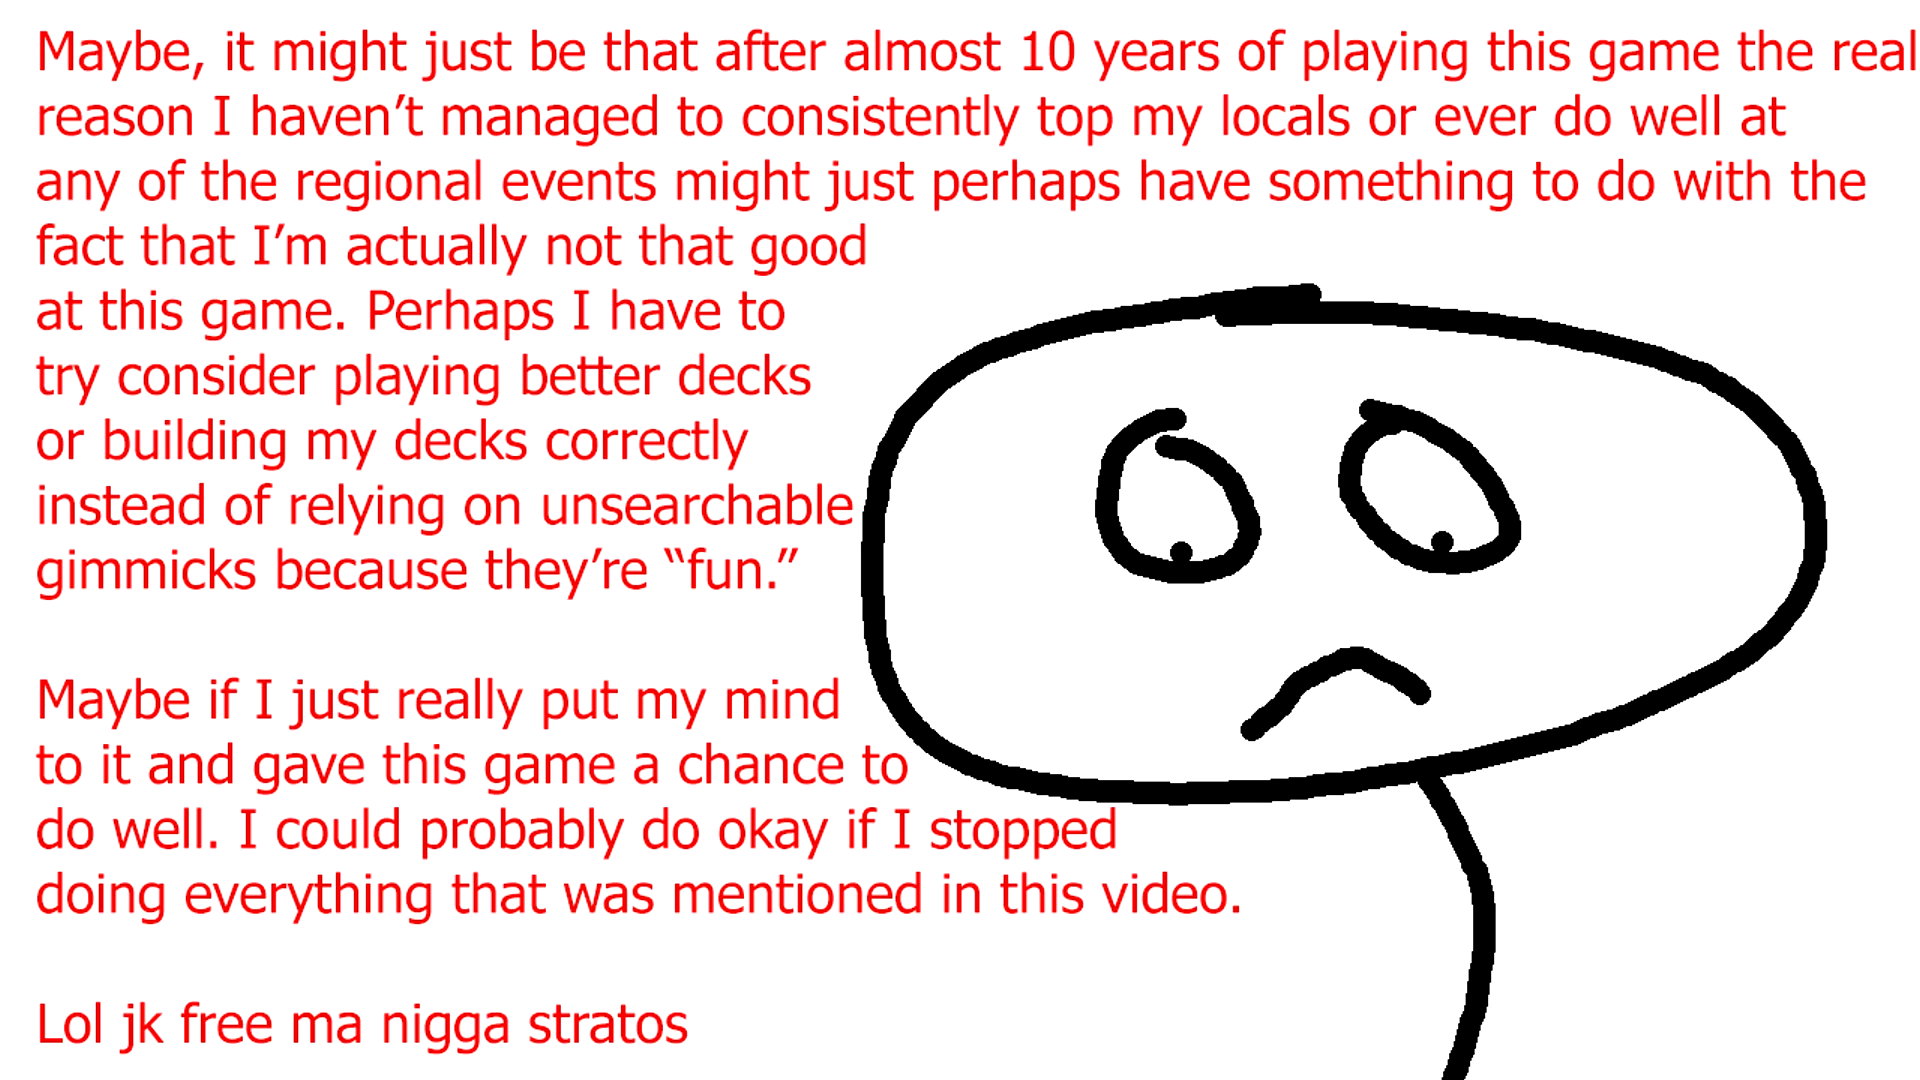 Maybe, it might just be that after almost 10 years of playing this game the real
reason I haven’t managed to consistently top my locals or ever do well at
any of the regional events might just perhaps have something to do with the
fact that I’m actually not that good
at this game. Perhaps I have to
try consider playing better decks
or building my decks correctly
instead of relying on unsearchable
gimmicks because they’re “fun.”
Maybe if I just really put my mind
to it and gave this game a chance to
do well. I could probably do okay if I stopped
doing everything that was mentioned in this video.
Lol jk free ma nigga stratos